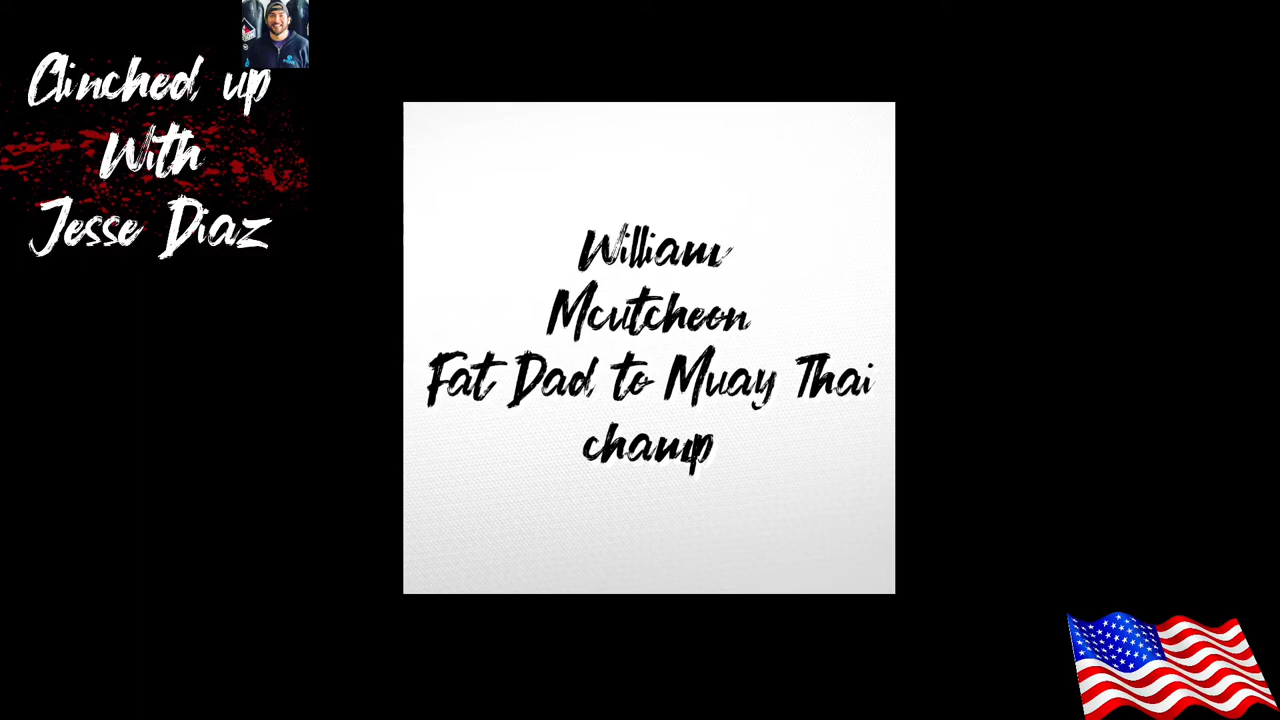 Clinched up
With
Jesse Diaz
William
Mcutcheon
Fat Dad to Muay Thai
champ